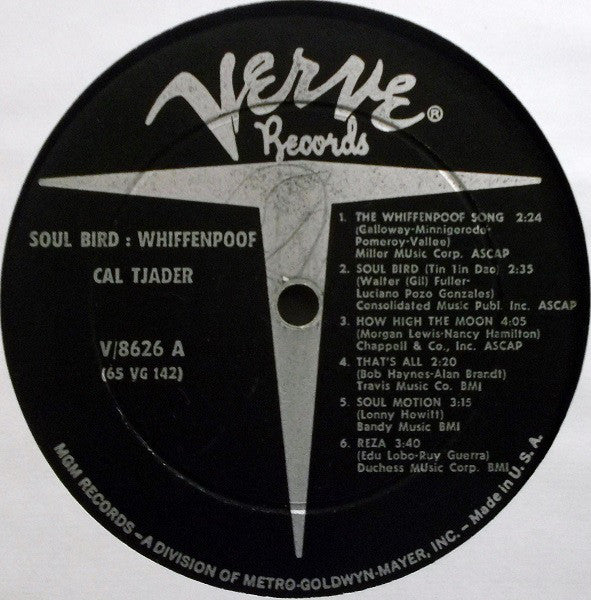 Verve®
Records
SOUL BIRD : WHIFFENPOOF
CAL TJADER
V/8626 A
(65 VG 142)
1. THE WHIFFENPOOF SONG 2:24
(Galloway-Minnigerode-
Pomeroy-Vallee)
Miller MUsic Corp. ASCAP
2. SOUL BIRD (Tin 1in Dao) 2:35
(Walter (Gil) Fuller-
Luciano Pozo Gonzales)
Consolidated Music Publ. Inc. ASCAP
3. HOW HIGH THE MOON 4:05
(Morgan Lewis-Nancy Hamilton)
Chappell & Co., Inc. ASCAP
4. THAT'S ALL 2:20
(Bob Haynes-Alan Brandt)
Travis Music Co. BMI
5. SOUL MOTION 3:15
(Lonny Hewitt)
Bandy Music BMI
6. REZA 3:40
(Edu Lobo-Ruy Guerra)
Duchess MUsic Corp. BMI
MGM RECORDS – A DIVISION OF METRO-GOLDWYN-MAYER, INC. – Made in U. S. A.